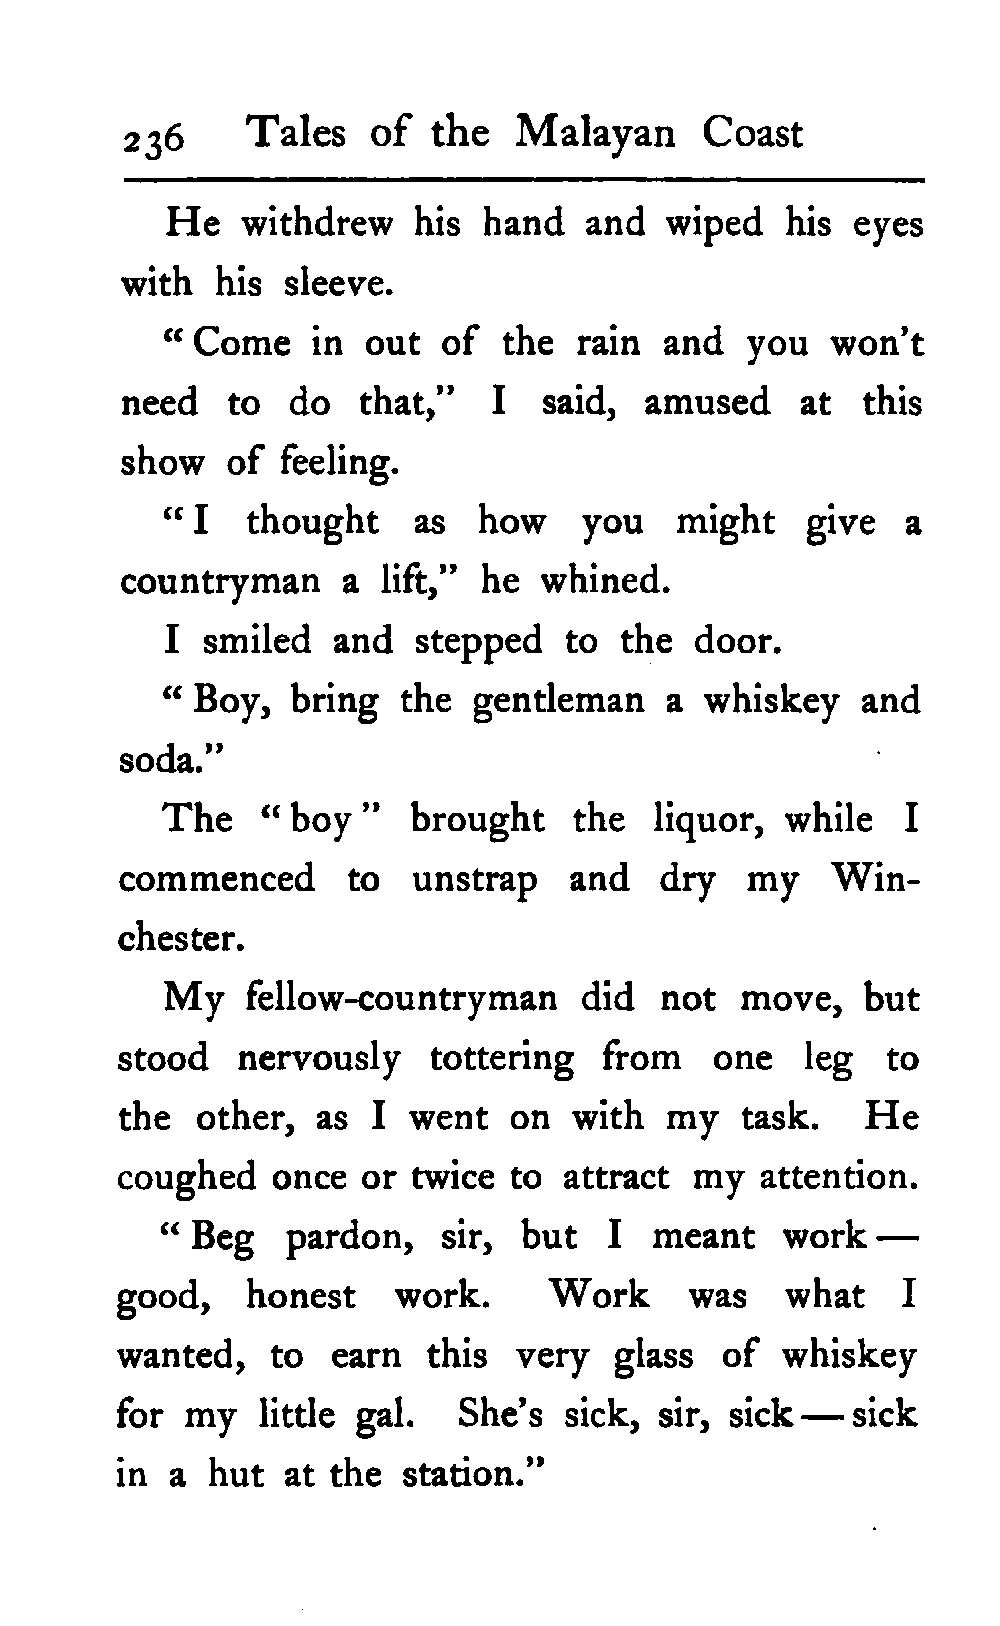 236 Tales of the Malayan Coast
He withdrew his hand and wiped his eyes
with his sleeve.
“ Come in out of the rain and you won’t
need to do that,” I said, amused at this
show of feeling.
“ I thought as how you might give a
countryman a lift,” he whined.
I smiled and stepped to the door.
“ Boy, bring the gentleman a whiskey and
soda.”
The “ boy ” brought the liquor, while I
commenced to unstrap and dry my Win-
chester.
My fellow-countryman did not move, but
stood nervously tottering from one leg to
the other, as I went on with my task. He
coughed once or twice to attract my attention.
“ Beg pardon, sir, but I meant work —
good, honest work. Work was what I
wanted, to earn this very glass of whiskey
for my little gal. She’s sick, sir, sick — sick
in a hut at the station.”